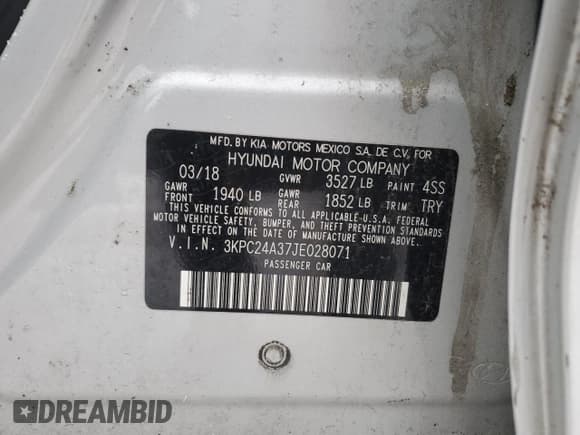 MFD. BY KIA MOTORS MEXICO S.A. DE C.V. FOR
HYUNDAI MOTOR COMPANY
03/18 GVWR 3527 LB PAINT 4SS
GAWR FRONT 1940 LB GAWR REAR 1852 LB TRIM TRY
THIS VEHICLE CONFORMS TO ALL APPLICABLE U.S.A. FEDERAL
MOTOR VEHICLE SAFETY, BUMPER, AND THEFT PREVENTION STANDARDS
IN EFFECT ON THE DATE OF MANUFACTURE SHOWN ABOVE.
V.I.N. 3KPC24A37JE028071
PASSENGER CAR
DREAMBID